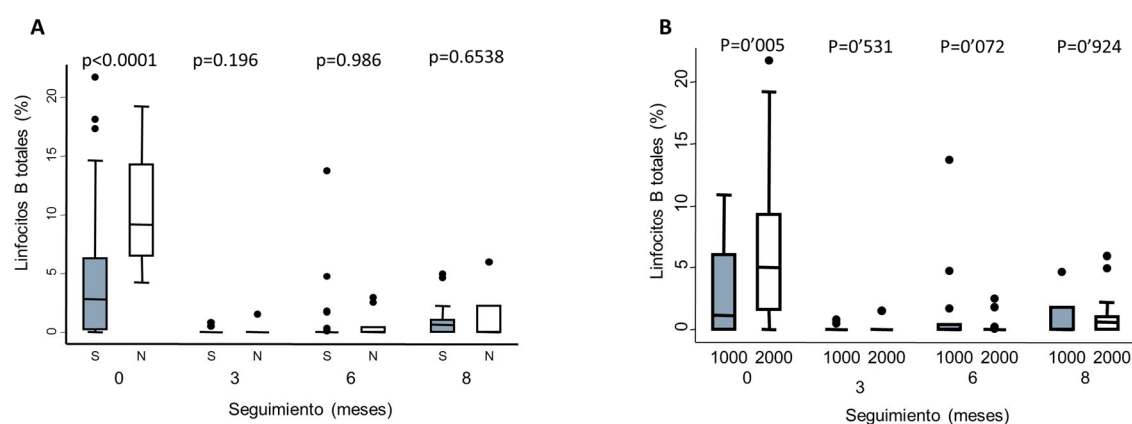 A
p<0.0001 p=0.196 p=0.986 p=0.6538
Linfocitos B totales (%)
20
15
10
5
0
S N S N S N S N
0 3 6 8
Seguimiento (meses)
B
P=0’005 P=0’531 P=0’072 P=0’924
Linfocitos B totales (%)
20
15
10
5
0
1000 2000 1000 2000 1000 2000 1000 2000
0 3 6 8
Seguimiento (meses)